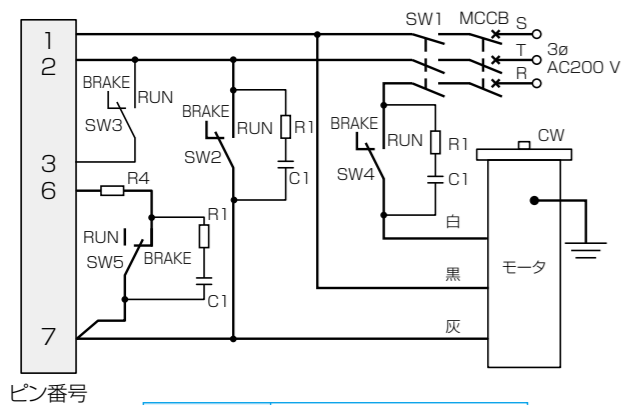 SW1 MCCB S
1
T 3ø
2
AC200 V
R
BRAKE
RUN
BRAKE
BRAKE
RUN R1
RUN R1
CW
SW3
SW2
SW4
3
C1
C1
6
R4
R1
白
RUN
BRAKE
SW5
黒
モータ
C1
灰
7
ピン番号